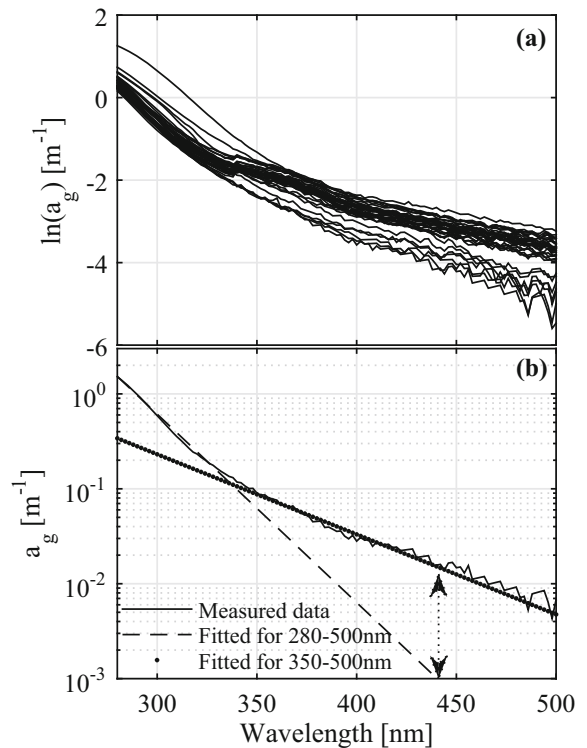 2
(a)
0
-2
-4
-6
ln(a_g) [m^-1]
(b)
10^0
10^-1
10^-2
10^-3
a_g [m^-1]
Measured data
Fitted for 280-500nm
Fitted for 350-500nm
300 350 400 450 500
Wavelength [nm]